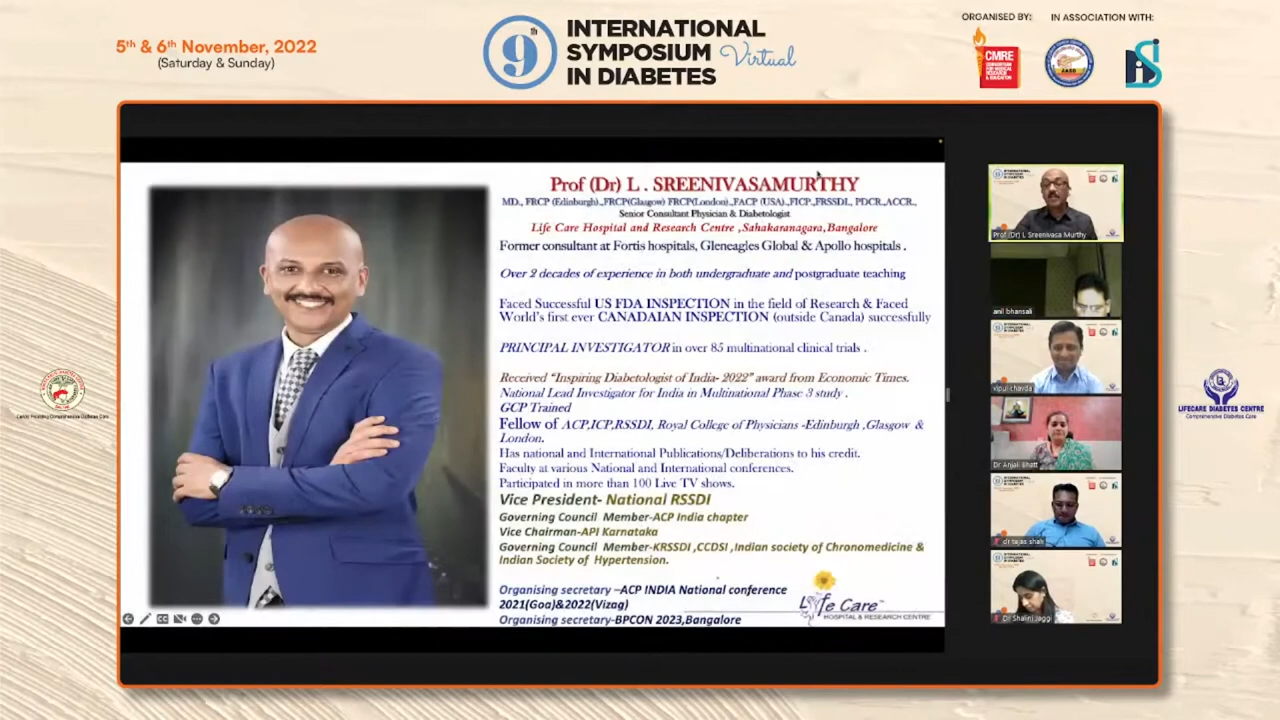 5th & 6th November, 2022
(Saturday & Sunday)
9th
INTERNATIONAL
SYMPOSIUM
IN DIABETES
Virtual
ORGANISED BY:
IN ASSOCIATION WITH:
CMRE
CONSORTIUM
FOR MEDICAL
RESEARCH
& EDUCATION
AASD
Prof (Dr) L . SREENIVASAMURTHY
MD., FRCP (Edinburgh).,FRCP(Glasgow) FRCP(London).,FACP (USA).,FICP.,FRSSDI., PDCR.,ACCR.,
Senior Consultant Physician & Diabetologist
Life Care Hospital and Research Centre ,Sahakaranagara,Bangalore
Former consultant at Fortis hospitals, Gleneagles Global & Apollo hospitals .
Over 2 decades of experience in both undergraduate and postgraduate teaching
Faced Successful US FDA INSPECTION in the field of Research & Faced
World's first ever CANADAIAN INSPECTION (outside Canada) successfully
PRINCIPAL INVESTIGATOR in over 85 multinational clinical trials .
Received "Inspiring Diabetologist of India- 2022" award from Economic Times.
National Lead Investigator for India in Multinational Phase 3 study .
GCP Trained
Fellow of ACP,ICP,RSSDI, Royal College of Physicians -Edinburgh ,Glasgow &
London.
Has national and International Publications/Deliberations to his credit.
Faculty at various National and International conferences.
Participated in more than 100 Live TV shows.
Vice President- National RSSDI
Governing Council Member-ACP India chapter
Vice Chairman-API Karnataka
Governing Council Member-KRSSDI ,CCDSI ,Indian society of Chronomedicine &
Indian Society of Hypertension.
Organising secretary –ACP INDIA National conference
2021(Goa)&2022(Vizag)
Organising secretary-BPCON 2023,Bangalore
Life Care
HOSPITAL & RESEARCH CENTRE
Prof (Dr) L Sreenivasa Murthy
anil bhansali
vipul chavda
Dr Anjali Bhatt
dr tejas shah
Dr Shalini Jaggi
LIFECARE DIABETES CENTRE
Comprehensive Diabetes Care